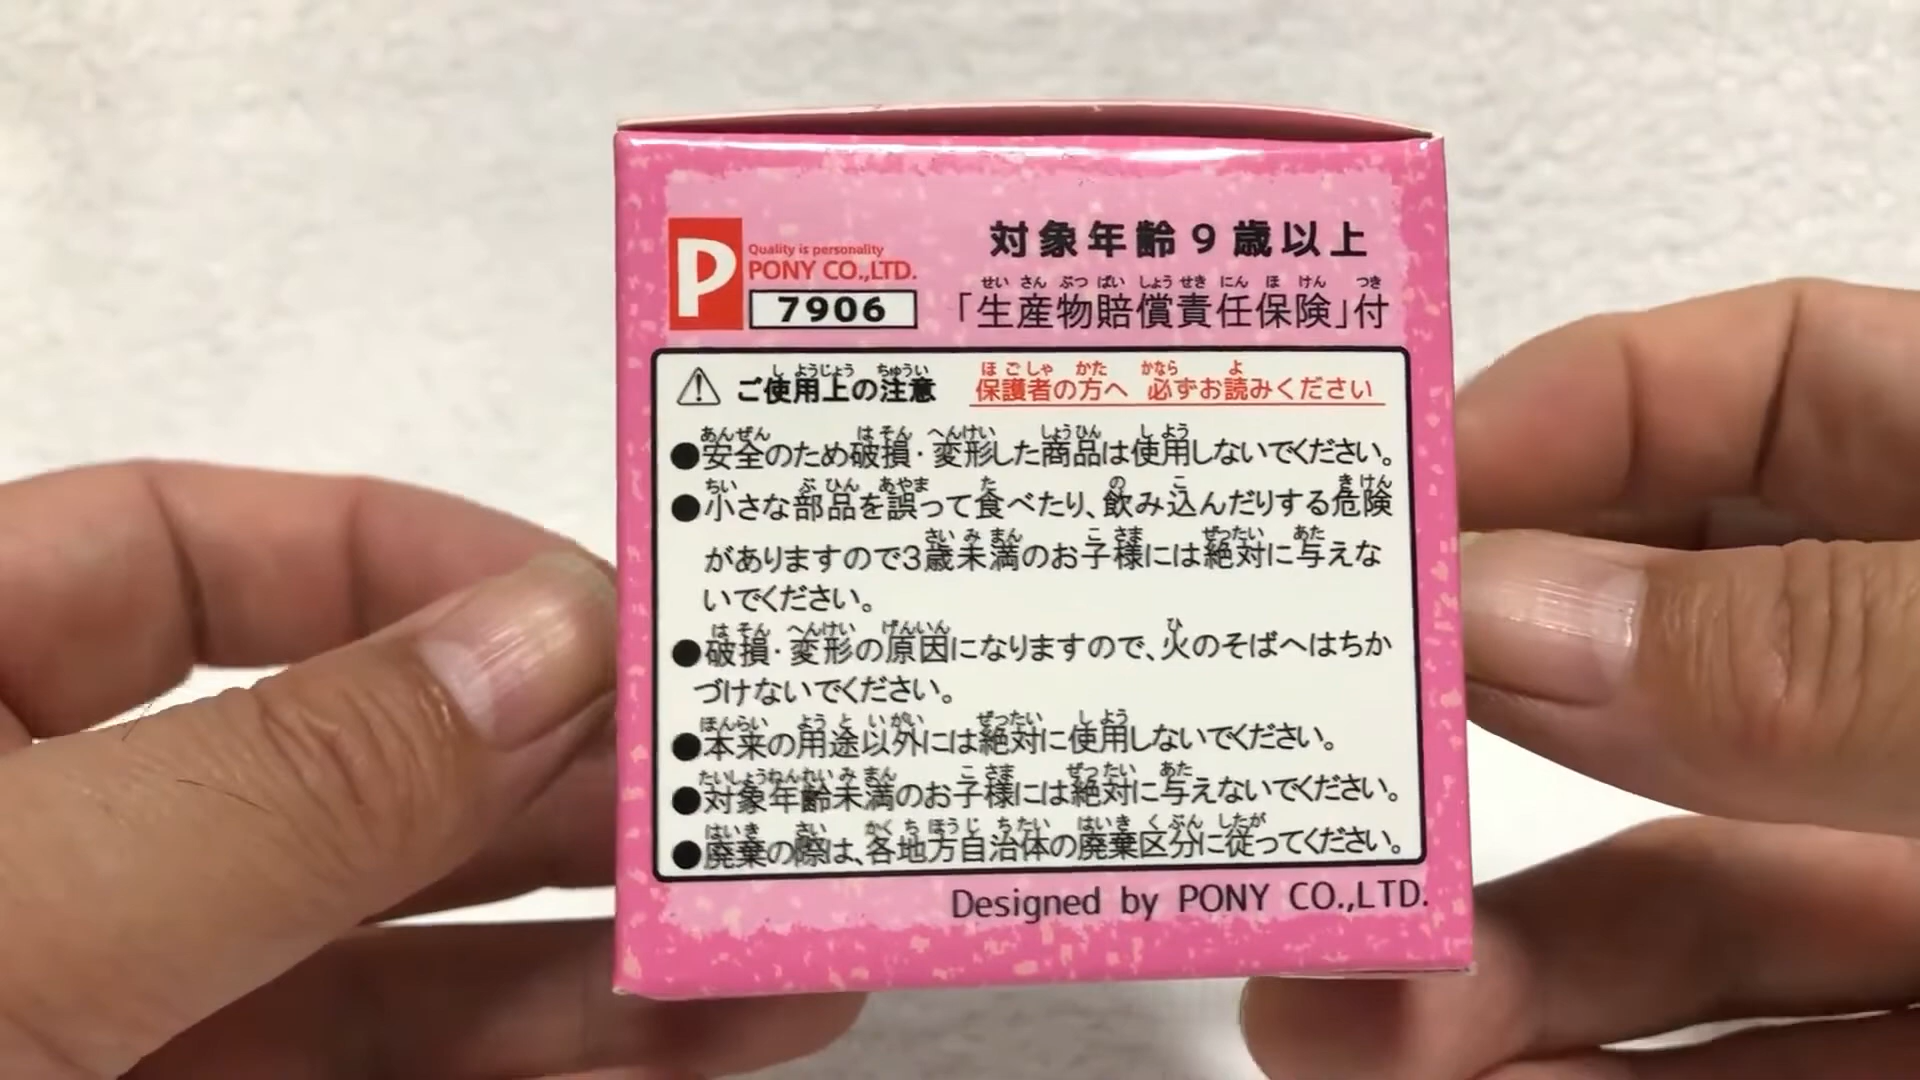 P
Quality is personality
PONY CO.,LTD.
7906
対象年齢9歳以上
せいさんぶつばいしょうせきにんほけん つき
「生産物賠償責任保険」付
しようじょう ちゅうい
⚠ご使用上の注意
ほごしゃ かた かなら よ
保護者の方へ 必ずお読みください
あんぜん はそん へんけい しょうひん しよう
●安全のため破損・変形した商品は使用しないでください。
ちい ぶひん あやま た の こ きけん
●小さな部品を誤って食べたり、飲み込んだりする危険
さいみまん こさま ぜったい あた
がありますので3歳未満のお子様には絶対に与えな
いでください。
はそん へんけい げんいん ひ
●破損・変形の原因になりますので、火のそばへはちか
づけないでください。
ほんらい ようといがい ぜったい しよう
●本来の用途以外には絶対に使用しないでください。
たいしょうねんれいみまん こさま ぜったい あた
●対象年齢未満のお子様には絶対に与えないでください。
はいき さい かくちほうじちたい はいきくぶん したが
●廃棄の際は、各地方自治体の廃棄区分に従ってください。
Designed by PONY CO.,LTD.